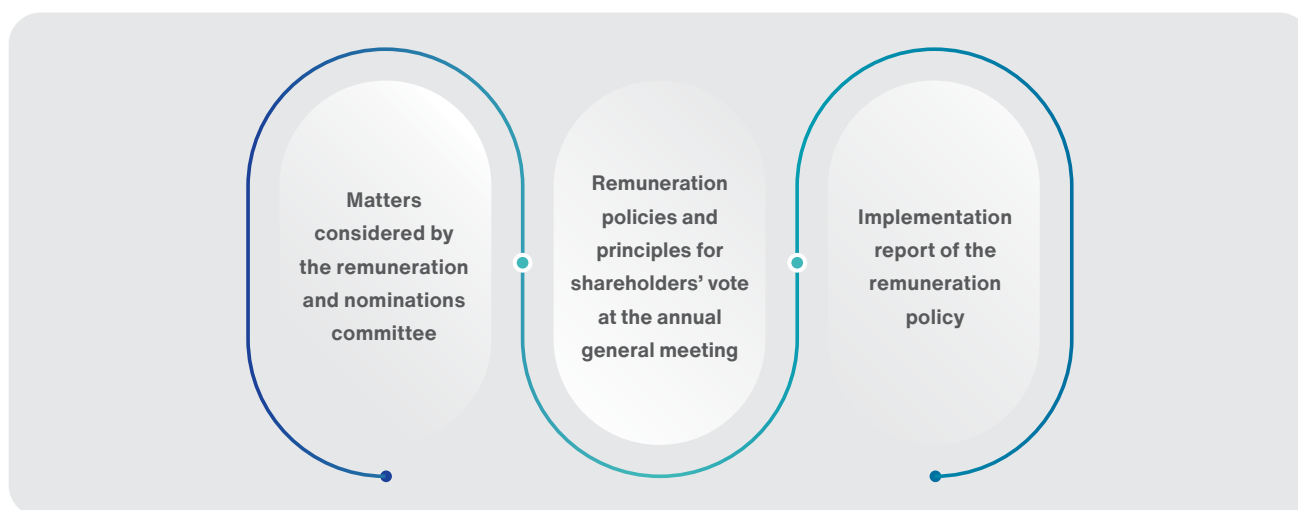 Matters
considered by
the remuneration
and nominations
committee
Remuneration
policies and
principles for
shareholders’ vote
at the annual
general meeting
Implementation
report of the
remuneration
policy